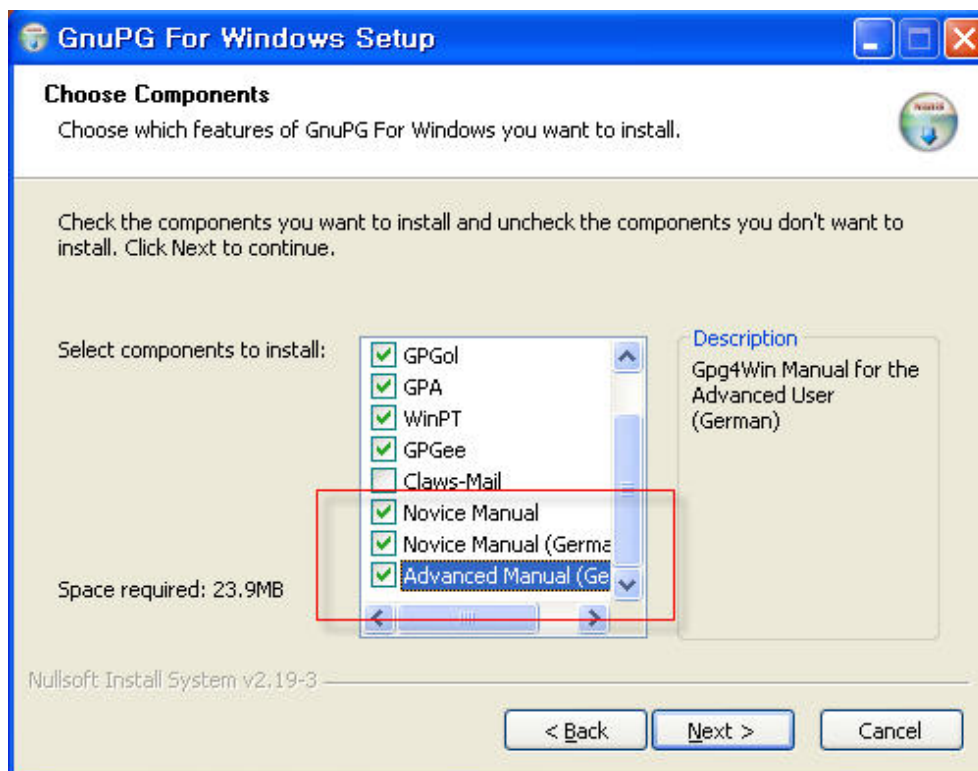 GnuPG For Windows Setup
Choose Components
Choose which features of GnuPG For Windows you want to install.
Check the components you want to install and uncheck the components you don't want to
install. Click Next to continue.
Select components to install:
GPGol
GPA
WinPT
GPGee
Claws-Mail
Novice Manual
Novice Manual (Germa
Advanced Manual (Ge
Description
Gpg4Win Manual for the
Advanced User
(German)
Space required: 23.9MB
Nullsoft Install System v2.19-3
< Back
Next >
Cancel